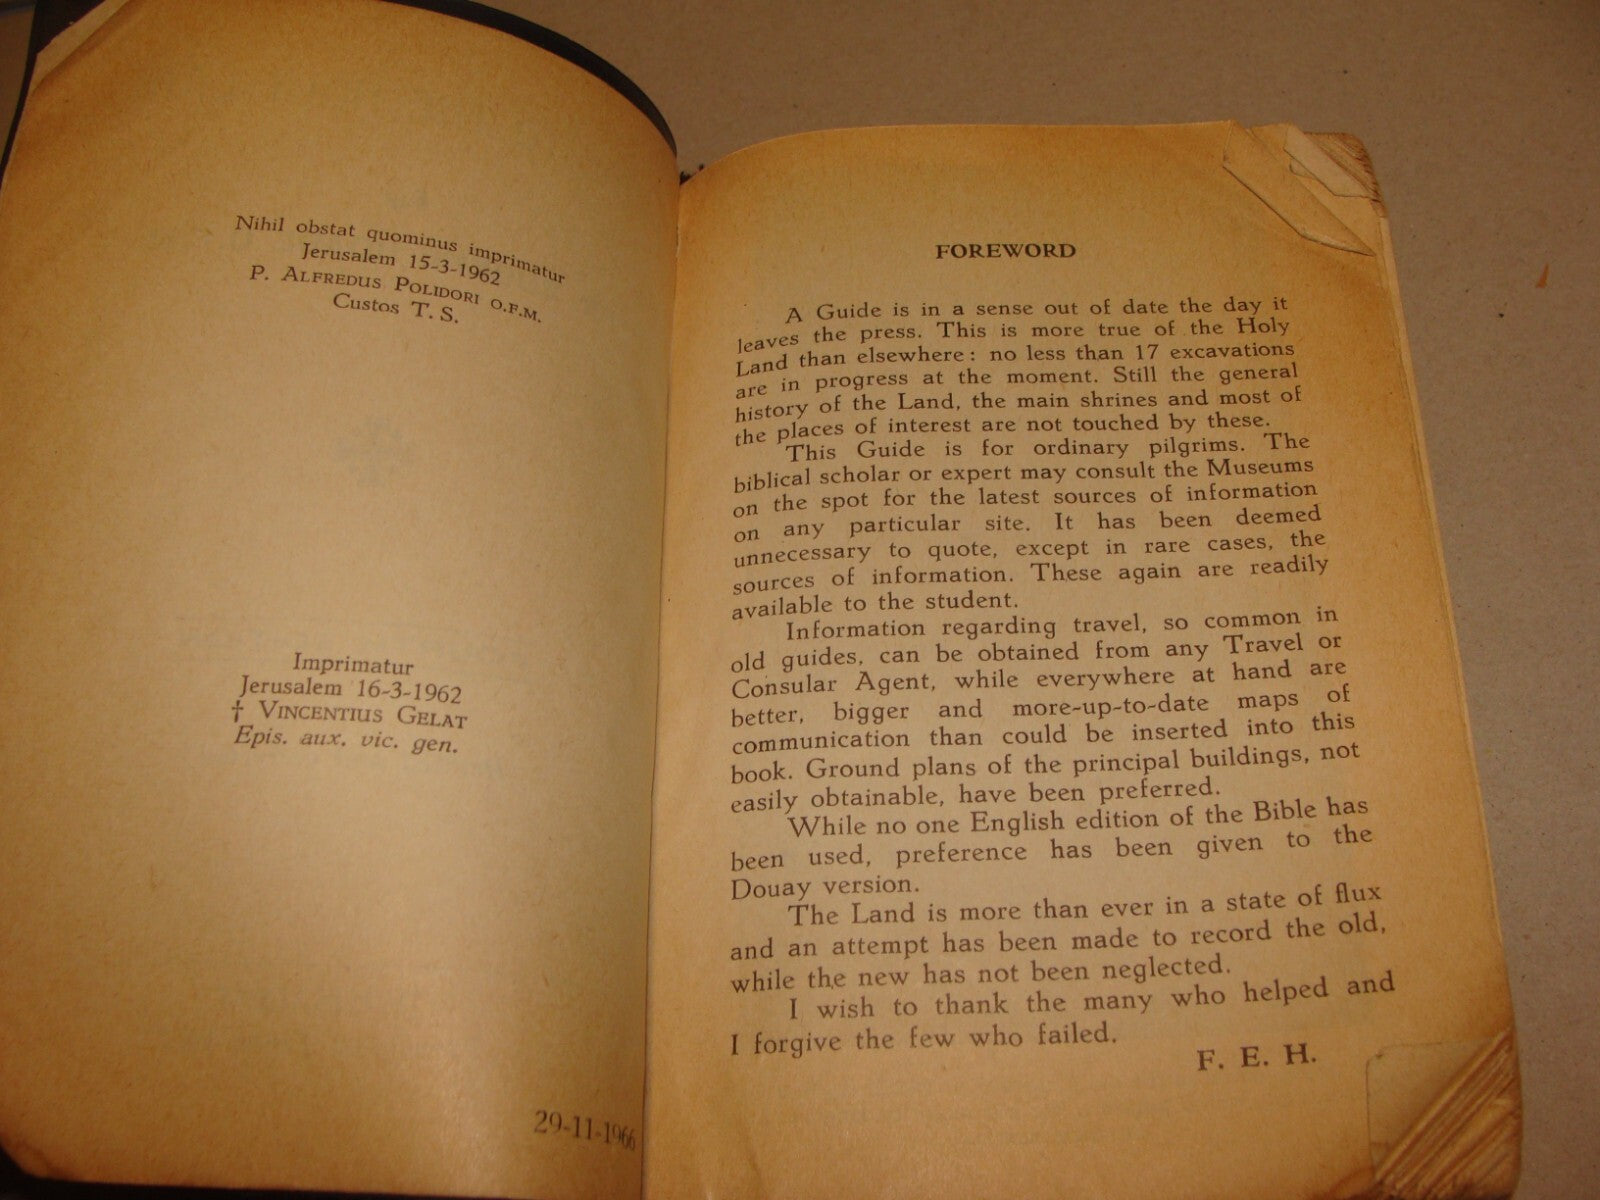 Nihil obstat quominus imprimatur
Jerusalem 15-3-1962
P. ALFREDUS POLIDORI O.F.M.
Custos T. S.
Imprimatur
Jerusalem 16-3-1962
† VINCENTIUS GELAT
Epis. aux. vic. gen.
29-11-1966
FOREWORD
A Guide is in a sense out of date the day it
leaves the press. This is more true of the Holy
Land than elsewhere: no less than 17 excavations
are in progress at the moment. Still the general
history of the Land, the main shrines and most of
the places of interest are not touched by these.
This Guide is for ordinary pilgrims. The
biblical scholar or expert may consult the Museums
on the spot for the latest sources of information
on any particular site. It has been deemed
unnecessary to quote, except in rare cases, the
sources of information. These again are readily
available to the student.
Information regarding travel, so common in
old guides, can be obtained from any Travel or
Consular Agent, while everywhere at hand are
better, bigger and more-up-to-date maps of
communication than could be inserted into this
book. Ground plans of the principal buildings, not
easily obtainable, have been preferred.
While no one English edition of the Bible has
been used, preference has been given to the
Douay version.
The Land is more than ever in a state of flux
and an attempt has been made to record the old,
while the new has not been neglected.
I wish to thank the many who helped and
I forgive the few who failed.
F. E. H.